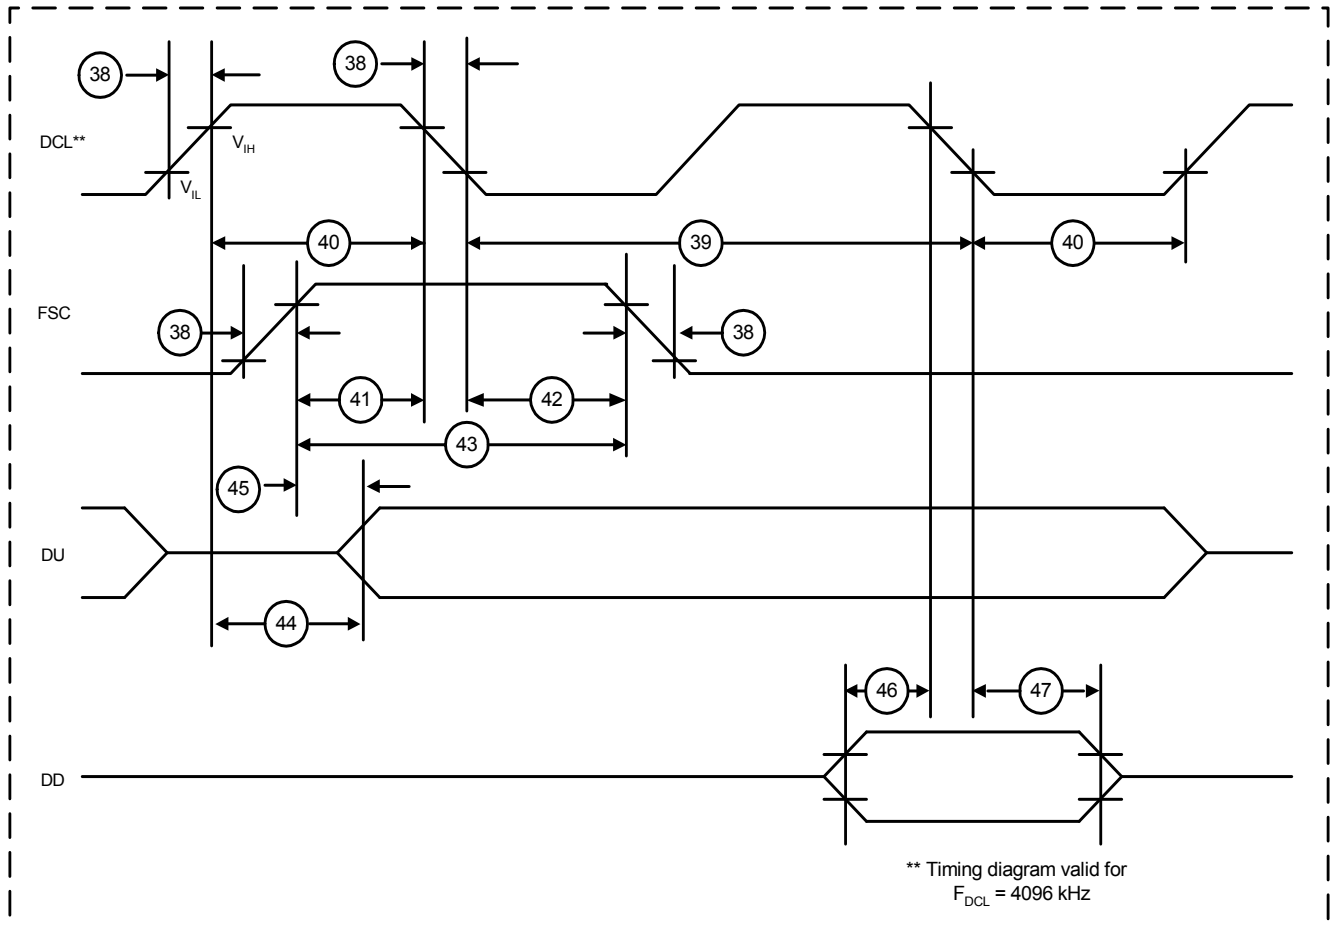 38
38
DCL**
V_IH
V_IL
40
39
40
FSC
38
38
41
42
43
45
DU
44
46
47
DD
** Timing diagram valid for
F_DCL = 4096 kHz